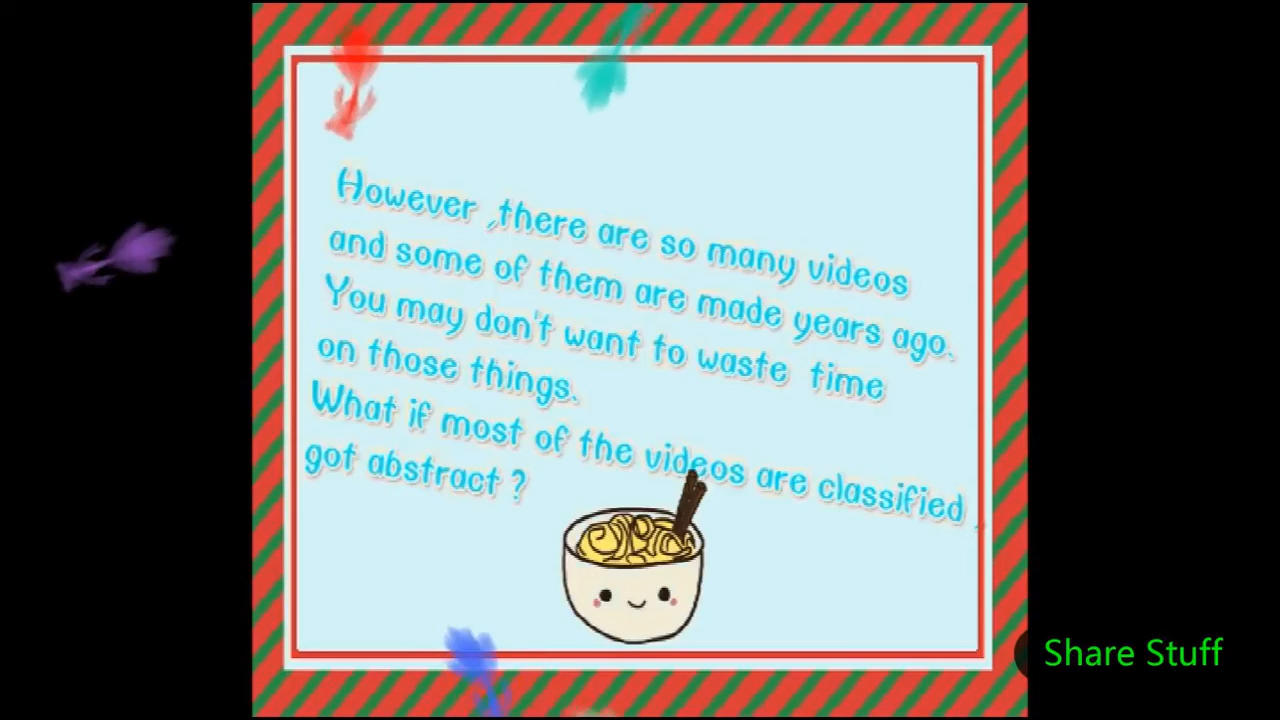 However ,there are so many videos
and some of them are made years ago.
You may don't want to waste time
on those things.
What if most of the videos are classified ,
got abstract ?
Share Stuff